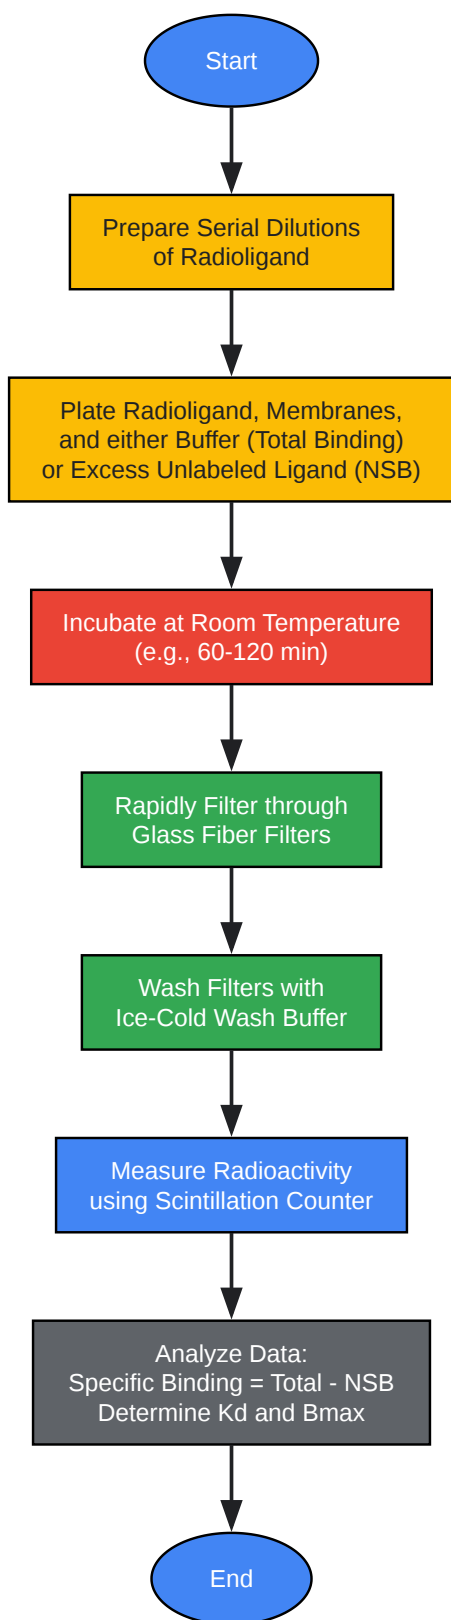 Start
Prepare Serial Dilutions
of Radioligand
Plate Radioligand, Membranes,
and either Buffer (Total Binding)
or Excess Unlabeled Ligand (NSB)
Incubate at Room Temperature
(e.g., 60-120 min)
Rapidly Filter through
Glass Fiber Filters
Wash Filters with
Ice-Cold Wash Buffer
Measure Radioactivity
using Scintillation Counter
Analyze Data:
Specific Binding = Total - NSB
Determine Kd and Bmax
End